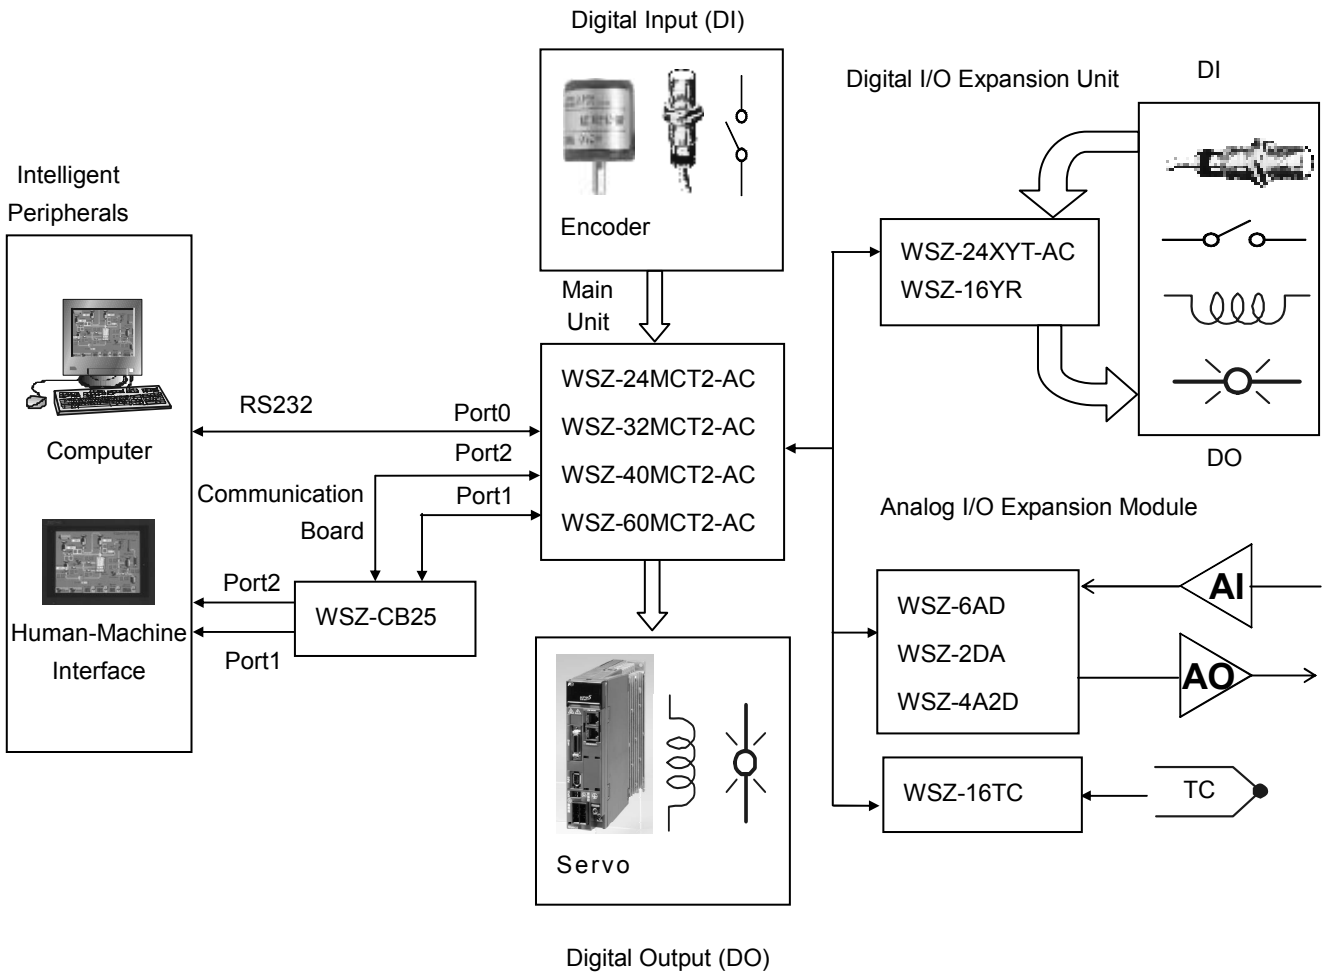 Digital Input (DI)
Encoder
Main
Unit
Intelligent
Peripherals
Computer
Human-Machine
Interface
RS232
Port0
Port2
Port1
Communication
Board
Port2
Port1
WSZ-CB25
WSZ-24MCT2-AC
WSZ-32MCT2-AC
WSZ-40MCT2-AC
WSZ-60MCT2-AC
Servo
Digital Output (DO)
Digital I/O Expansion Unit
DI
WSZ-24XYT-AC
WSZ-16YR
DO
Analog I/O Expansion Module
WSZ-6AD
WSZ-2DA
WSZ-4A2D
AI
AO
WSZ-16TC
TC